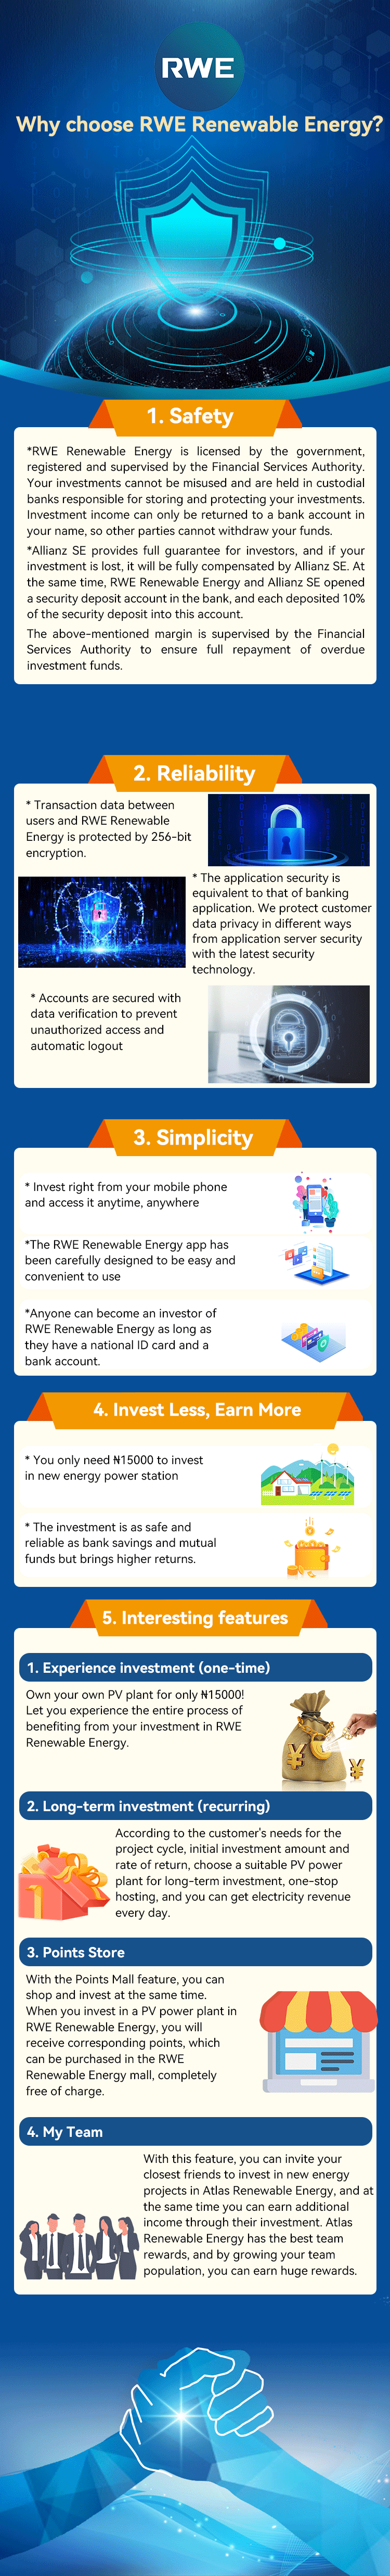 RWE
Why choose RWE Renewable Energy?
1. Safety
*RWE Renewable Energy is licensed by the government,
registered and supervised by the Financial Services Authority.
Your investments cannot be misused and are held in custodial
banks responsible for storing and protecting your investments.
Investment income can only be returned to a bank account in
your name, so other parties cannot withdraw your funds.
*Allianz SE provides full guarantee for investors, and if your
investment is lost, it will be fully compensated by Allianz SE. At
the same time, RWE Renewable Energy and Allianz SE opened
a security deposit account in the bank, and each deposited 10%
of the security deposit into this account.
The above-mentioned margin is supervised by the Financial
Services Authority to ensure full repayment of overdue
investment funds.
2. Reliability
* Transaction data between
users and RWE Renewable
Energy is protected by 256-bit
encryption.
* The application security is
equivalent to that of banking
application. We protect customer
data privacy in different ways
from application server security
with the latest security
technology.
* Accounts are secured with
data verification to prevent
unauthorized access and
automatic logout
3. Simplicity
* Invest right from your mobile phone
and access it anytime, anywhere
*The RWE Renewable Energy app has
been carefully designed to be easy and
convenient to use
*Anyone can become an investor of
RWE Renewable Energy as long as
they have a national ID card and a
bank account.
4. Invest Less, Earn More
* You only need ₦15000 to invest
in new energy power station
* The investment is as safe and
reliable as bank savings and mutual
funds but brings higher returns.
5. Interesting features
1. Experience investment (one-time)
Own your own PV plant for only ₦15000!
Let you experience the entire process of
benefiting from your investment in RWE
Renewable Energy.
¥
¥
2. Long-term investment (recurring)
According to the customer's needs for the
project cycle, initial investment amount and
rate of return, choose a suitable PV power
plant for long-term investment, one-stop
hosting, and you can get electricity revenue
every day.
3. Points Store
With the Points Mall feature, you can
shop and invest at the same time.
When you invest in a PV power plant in
RWE Renewable Energy, you will
receive corresponding points, which
can be purchased in the RWE
Renewable Energy mall, completely
free of charge.
4. My Team
With this feature, you can invite your
closest friends to invest in new energy
projects in Atlas Renewable Energy, and at
the same time you can earn additional
income through their investment. Atlas
Renewable Energy has the best team
rewards, and by growing your team
population, you can earn huge rewards.